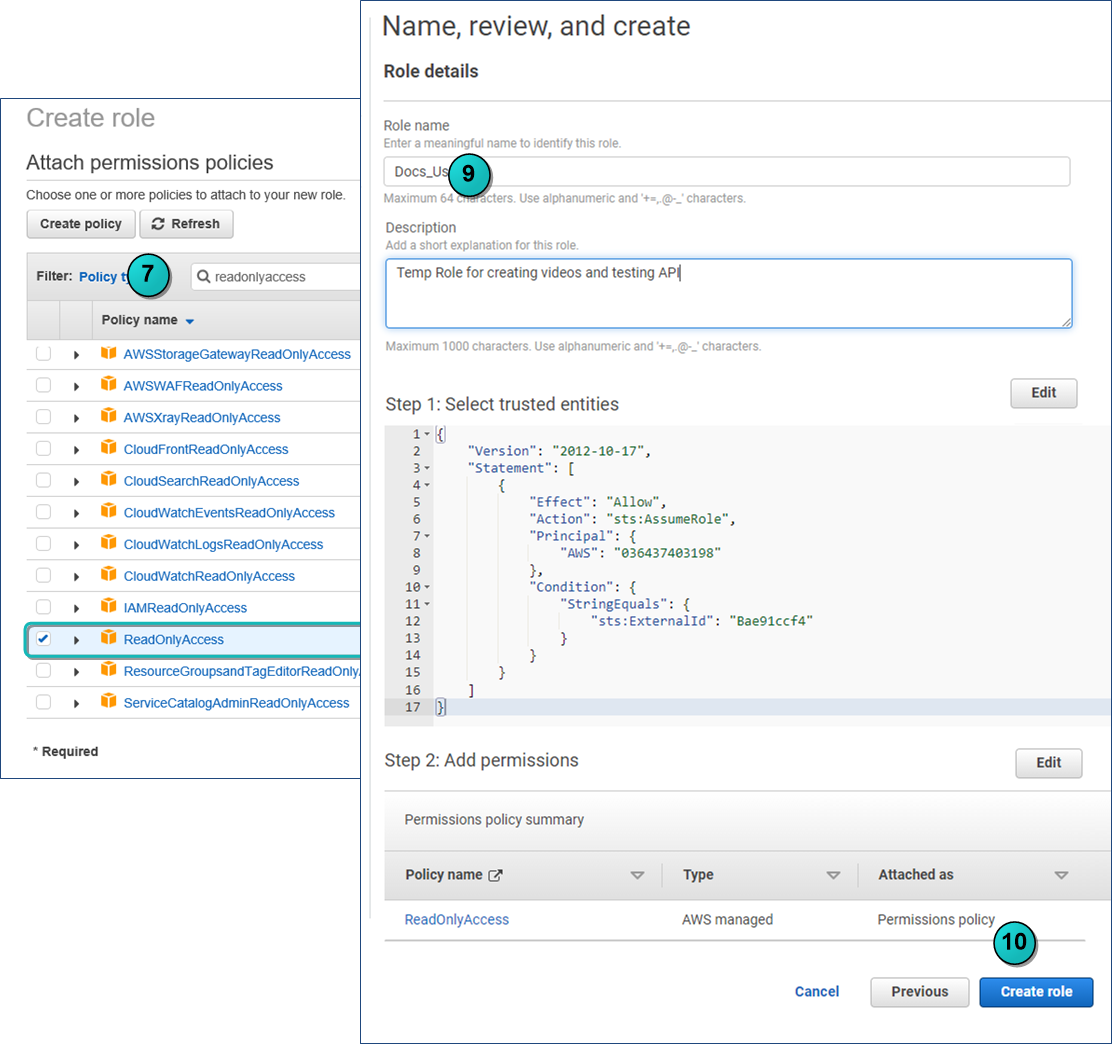 Create role
Attach permissions policies
Choose one or more policies to attach to your new role.
Create policy
Refresh
Filter: Policy
7
readonlyaccess
Policy name
AWSStorageGatewayReadOnlyAccess
AWSWAFReadOnlyAccess
AWSXrayReadOnlyAccess
CloudFrontReadOnlyAccess
CloudSearchReadOnlyAccess
CloudWatchEventsReadOnlyAccess
CloudWatchLogsReadOnlyAccess
CloudWatchReadOnlyAccess
IAMReadOnlyAccess
ReadOnlyAccess
ResourceGroupsandTagEditorReadOnly
ServiceCatalogAdminReadOnlyAccess
* Required
Name, review, and create
Role details
Role name
Enter a meaningful name to identify this role.
Docs_Us
9
Maximum 64 characters. Use alphanumeric and '+=,.@-_' characters.
Description
Add a short explanation for this role.
Temp Role for creating videos and testing API
Maximum 1000 characters. Use alphanumeric and '+=,.@-_' characters.
Step 1: Select trusted entities
Edit
1 {
2 "Version": "2012-10-17",
3 "Statement": [
4 {
5 "Effect": "Allow",
6 "Action": "sts:AssumeRole",
7 "Principal": {
8 "AWS": "036437403198"
9 },
10 "Condition": {
11 "StringEquals": {
12 "sts:ExternalId": "Bae91ccf4"
13 }
14 }
15 }
16 ]
17 }
Step 2: Add permissions
Edit
Permissions policy summary
Policy name Type Attached as
ReadOnlyAccess AWS managed Permissions policy
10
Cancel Previous Create role